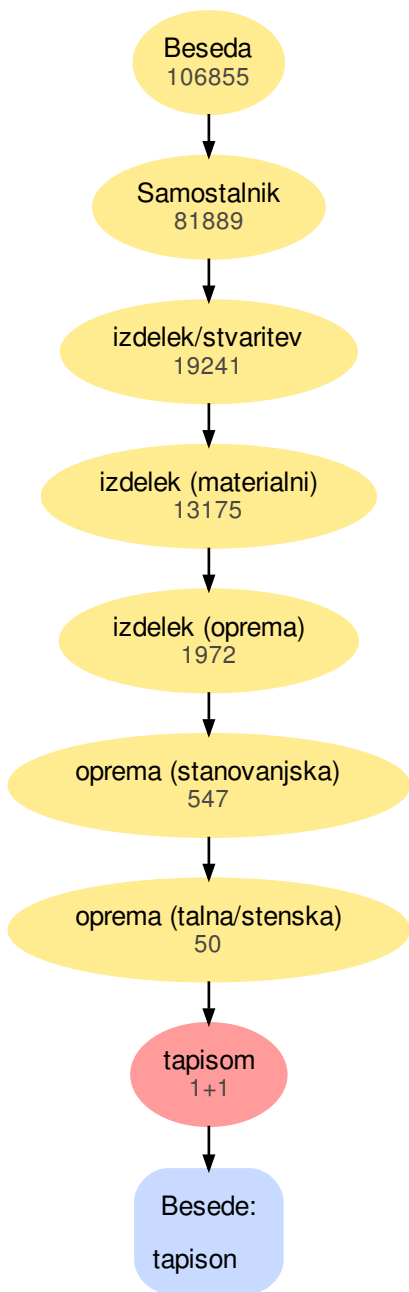 Beseda
106855
Samostalnik
81889
izdelek/stvaritev
19241
izdelek (materialni)
13175
izdelek (oprema)
1972
oprema (stanovanjska)
547
oprema (talna/stenska)
50
tapisom
1+1
Besede:
tapison